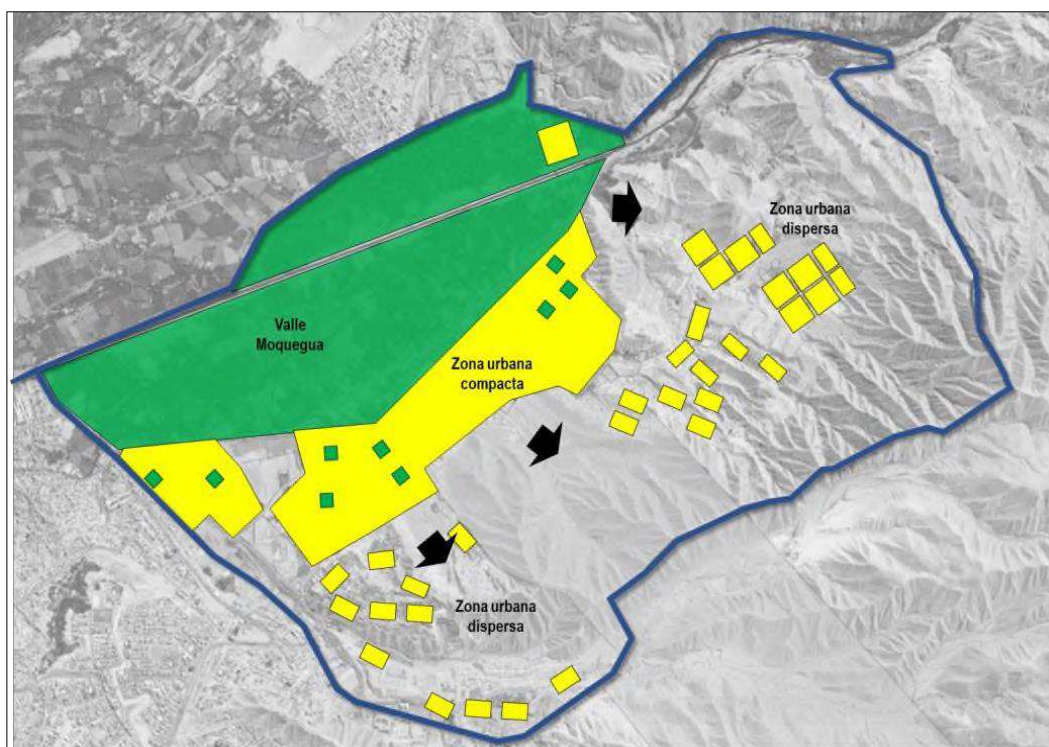 Zona urbana
dispersa
Valle
Moquegua
Zona urbana
compacta
Zona urbana
dispersa